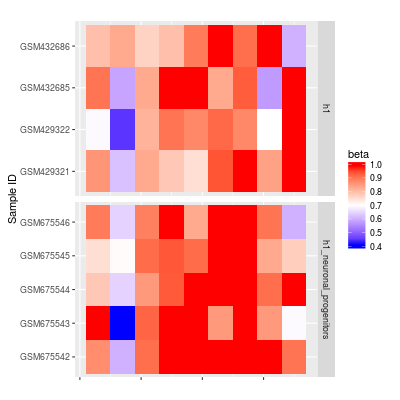 Sample ID
GSM432686
GSM432685
GSM429322
GSM429321
h1
GSM675546
GSM675545
GSM675544
GSM675543
GSM675542
h1_neuronal_progenitors
beta
1.0
0.9
0.8
0.7
0.6
0.5
0.4